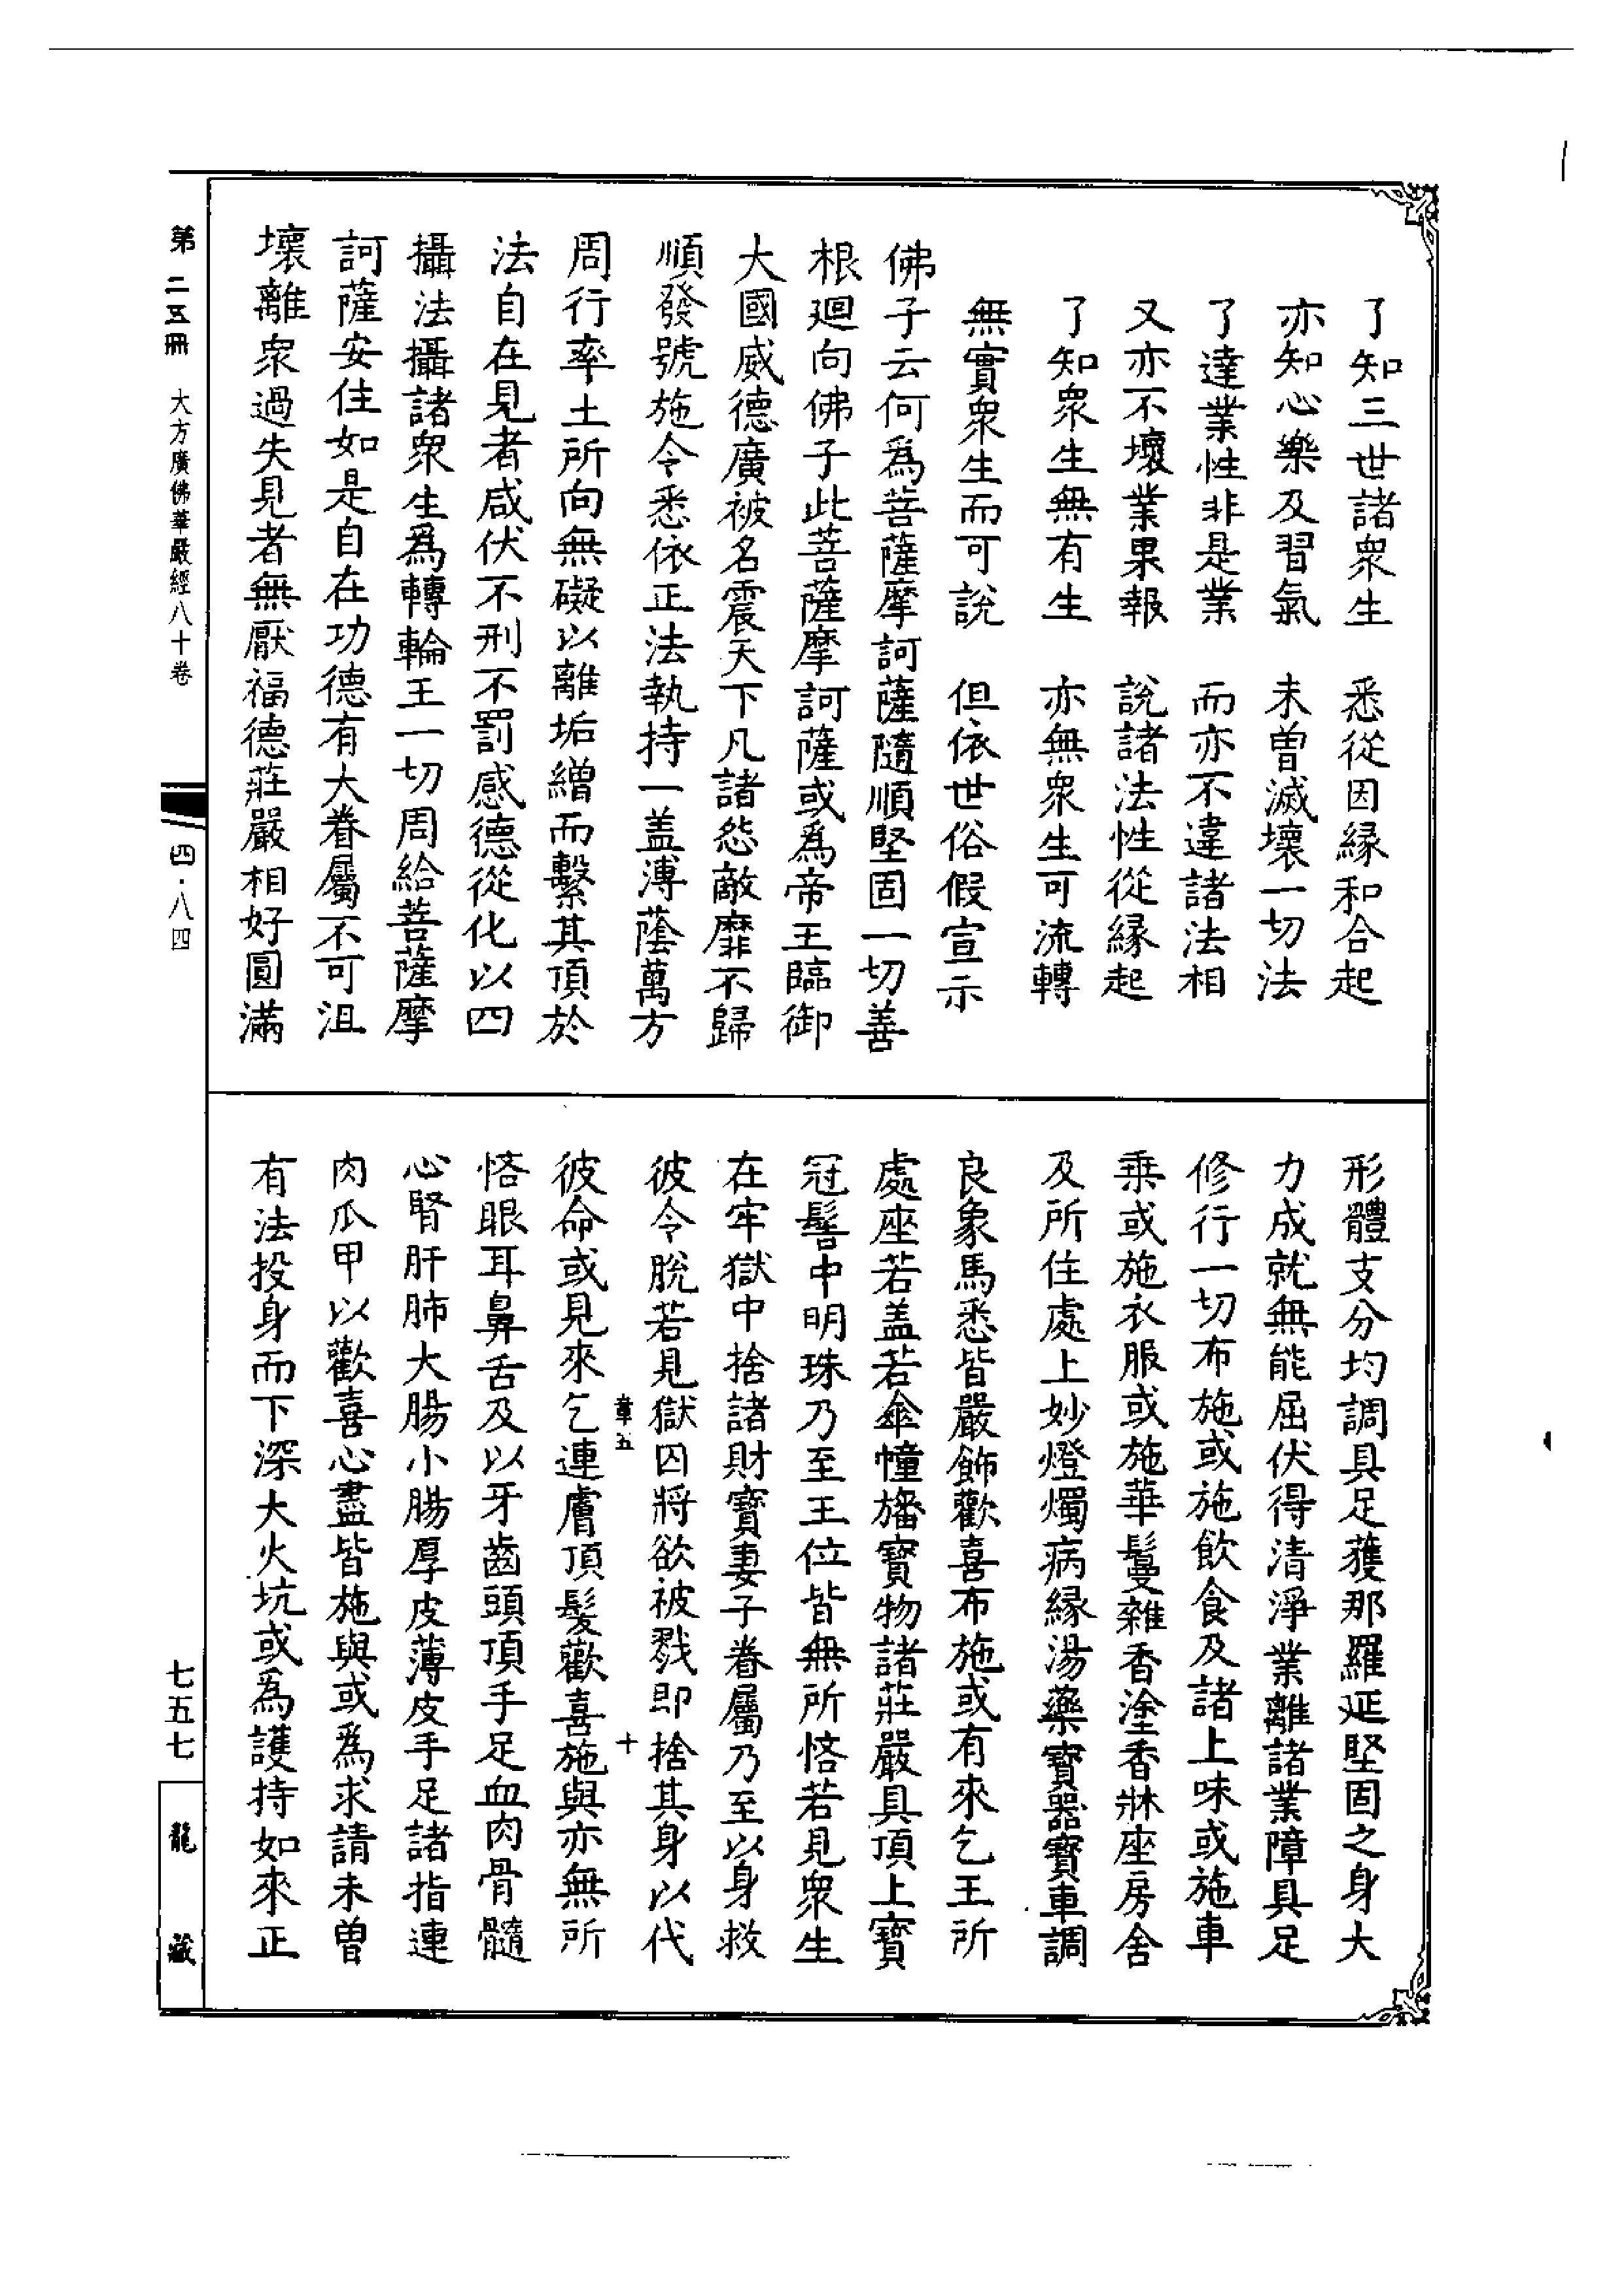 了知三世諸衆生　悉從因緣和合起
亦知心樂及習氣　未曾滅壞一切法
了達業性非是業　而亦不違諸法相
又亦不壞業果報　說諸法性從緣起
了知衆生無有生　亦無衆生可流轉
無實衆生而可說　但依世俗假宣示
佛子云何爲菩薩摩訶薩隨順堅固一切善
根廻向佛子此菩薩摩訶薩或爲帝王臨御
大國威德廣被名震天下凡諸怨敵靡不歸
順發號施令悉依正法執持一盖溥蔭萬方
周行率土所向無礙以離垢繒而繫其頂於
法自在見者咸伏不刑不罰感德從化以四
攝法攝諸衆生爲轉輪王一切周給菩薩摩
訶薩安住如是自在功德有大眷屬不可沮
壞離衆過失見者無厭福德莊嚴相好圓滿
形體支分均調具足獲那羅延堅固之身大
力成就無能屈伏得清淨業離諸業障具足
修行一切布施或施飲食及諸上味或施車
乘或施衣服或施華鬘雜香塗香牀座房舍
及所住處上妙燈燭病緣湯藥寶器寶車調
良象馬悉皆嚴飾歡喜布施或有來乞王所
處座若盖若傘幢旛寶物諸莊嚴具頂上寶
冠髻中明珠乃至王位皆無所悋若見衆生
在牢獄中捨諸財寶妻子眷屬乃至以身救
彼令脫若見獄囚將欲被戮即捨其身以代
章五　十
彼命或見來乞連膚頂髮歡喜施與亦無所
悋眼耳鼻舌及以牙齒頭頂手足血肉骨髓
心腎肝肺大腸小腸厚皮薄皮手足諸指連
肉爪甲以歡喜心盡皆施與或爲求請未曾
有法投身而下深大火坑或爲護持如來正
第二五冊　大方廣佛華嚴經八十卷　四·八四
七五七　龍藏